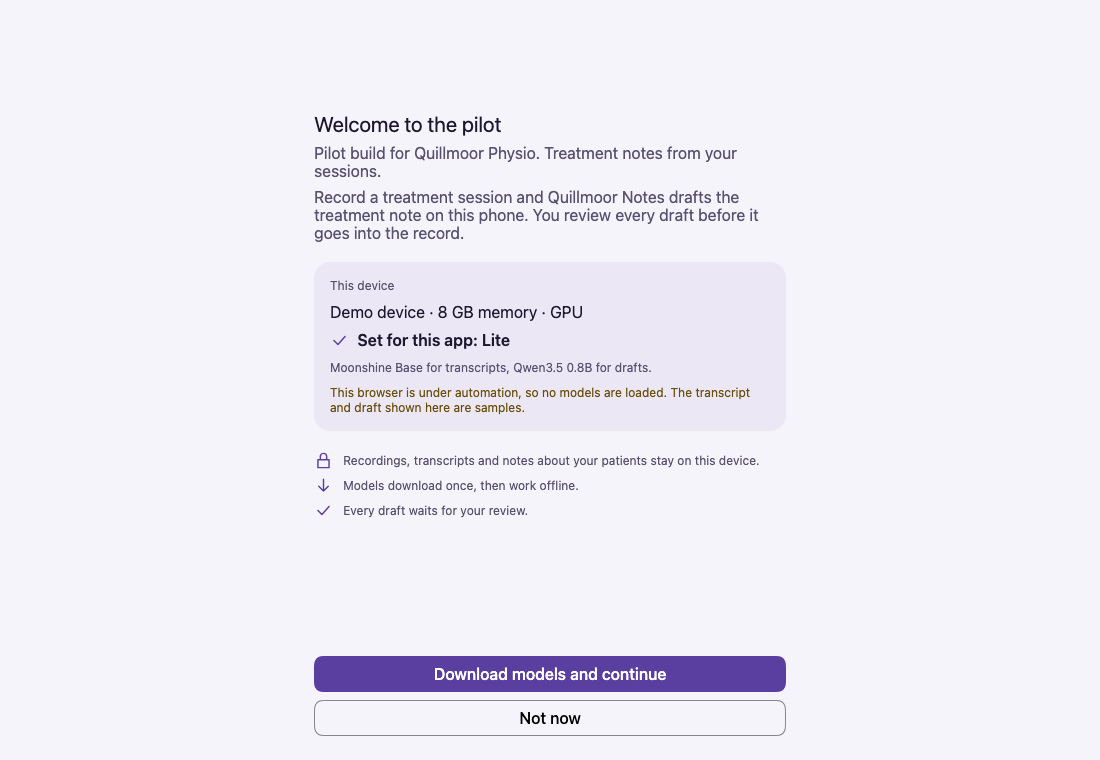 Welcome to the pilot
Pilot build for Quillmoor Physio. Treatment notes from your
sessions.
Record a treatment session and Quillmoor Notes drafts the
treatment note on this phone. You review every draft before it
goes into the record.
This device
Demo device · 8 GB memory · GPU
Set for this app: Lite
Moonshine Base for transcripts, Qwen3.5 0.8B for drafts.
This browser is under automation, so no models are loaded. The transcript
and draft shown here are samples.
Recordings, transcripts and notes about your patients stay on this device.
Models download once, then work offline.
Every draft waits for your review.
Download models and continue
Not now